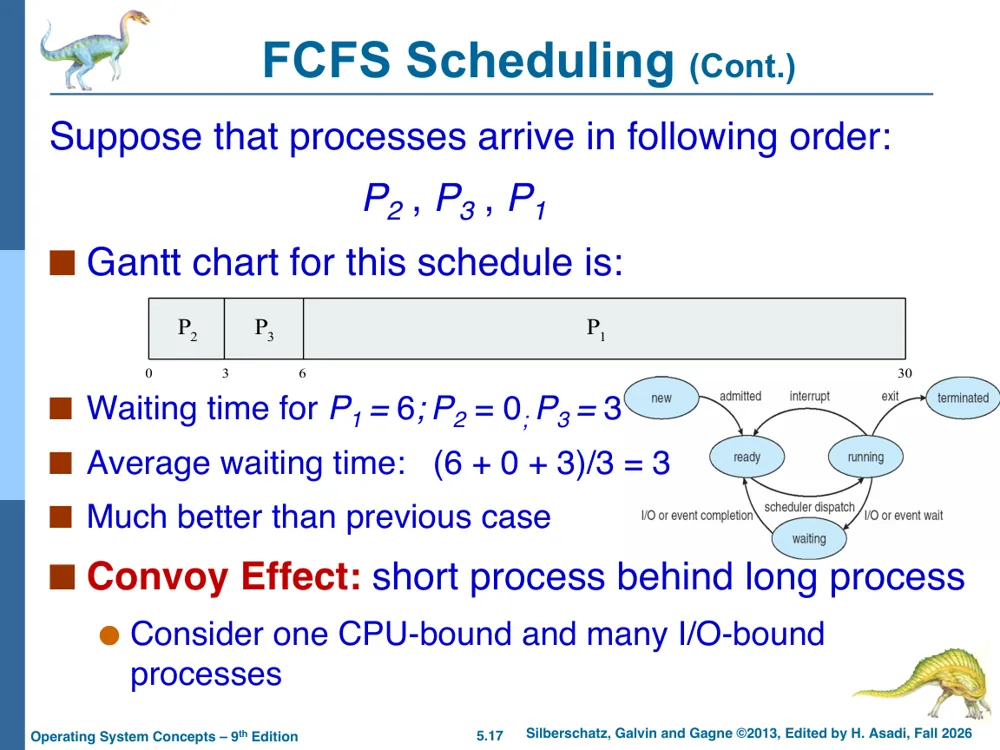 FCFS Scheduling (Cont.)
Suppose that processes arrive in following order:
P2 , P3 , P1
■ Gantt chart for this schedule is:
P2 P3 P1
0 3 6 30
■ Waiting time for P1 = 6; P2 = 0; P3 = 3
■ Average waiting time: (6 + 0 + 3)/3 = 3
■ Much better than previous case
new admitted interrupt exit terminated
ready running
scheduler dispatch
I/O or event completion I/O or event wait
waiting
■ Convoy Effect: short process behind long process
● Consider one CPU-bound and many I/O-bound
processes
Operating System Concepts – 9th Edition 5.17 Silberschatz, Galvin and Gagne ©2013, Edited by H. Asadi, Fall 2026